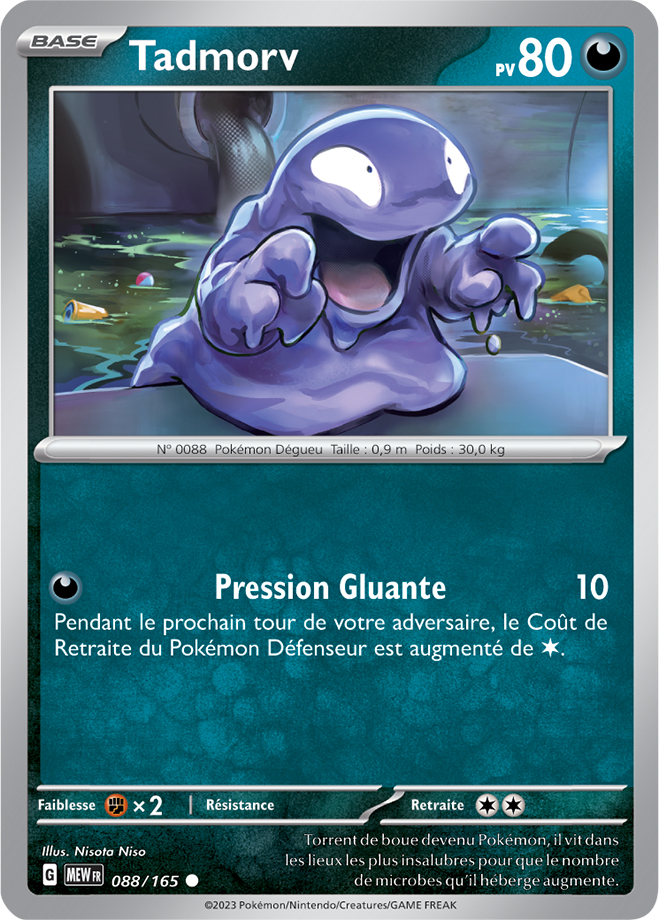 BASE
Tadmorv
PV 80
N° 0088 Pokémon Dégueu Taille : 0,9 m Poids : 30,0 kg
Pression Gluante 10
Pendant le prochain tour de votre adversaire, le Coût de
Retraite du Pokémon Défenseur est augmenté de .
Faiblesse × 2 Résistance Retraite
Illus. Nisota Niso
Torrent de boue devenu Pokémon, il vit dans
les lieux les plus insalubres pour que le nombre
de microbes qu’il héberge augmente.
G MEW FR 088/165
©2023 Pokémon/Nintendo/Creatures/GAME FREAK